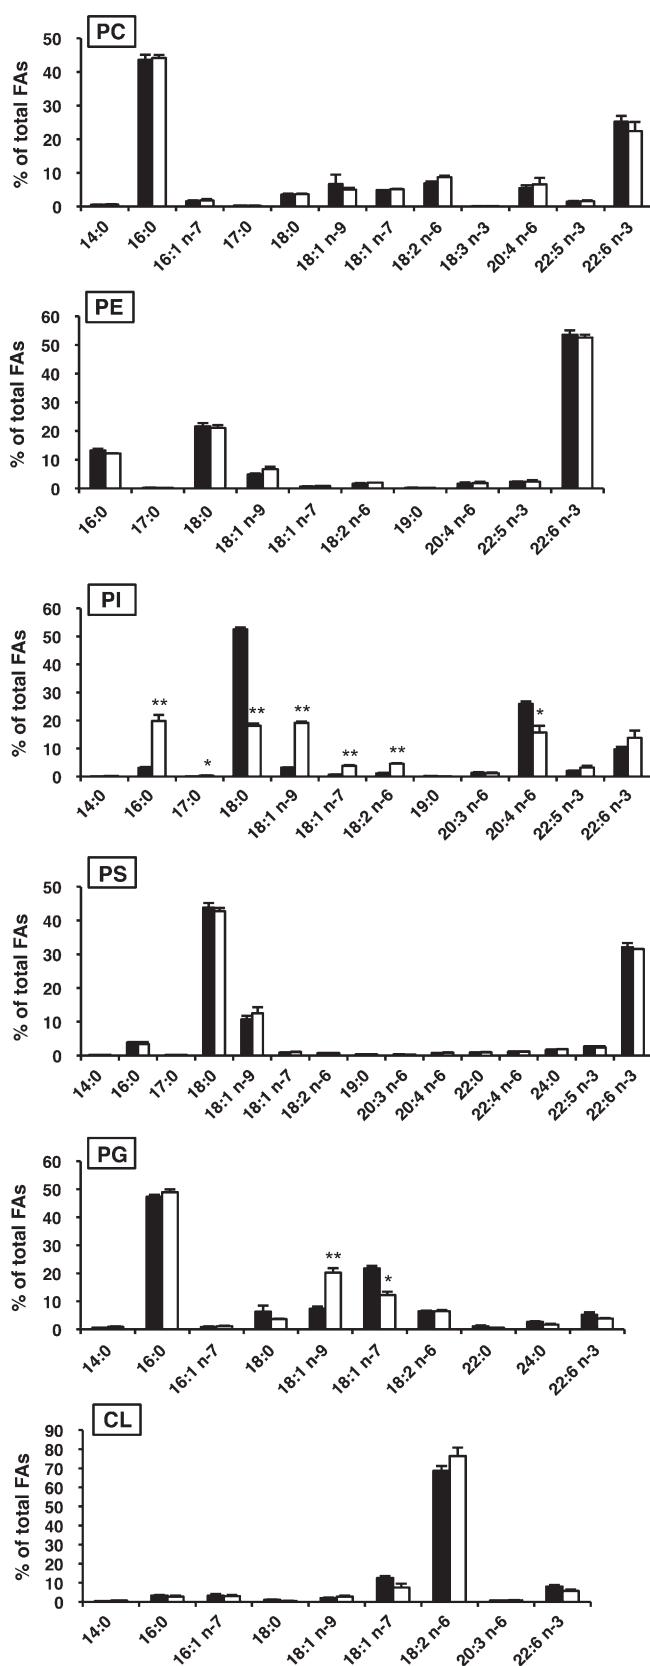 PC
% of total FAs
50
40
30
20
10
0
14:0 16:0 16:1 n-7 17:0 18:0 18:1 n-9 18:1 n-7 18:2 n-6 18:3 n-3 20:4 n-6 22:5 n-3 22:6 n-3
PE
% of total FAs
60
50
40
30
20
10
0
16:0 17:0 18:0 18:1 n-9 18:1 n-7 18:2 n-6 19:0 20:4 n-6 22:5 n-3 22:6 n-3
PI
% of total FAs
60
50
40
30
20
10
0
** * ** ** ** ** *
14:0 16:0 17:0 18:0 18:1 n-9 18:1 n-7 18:2 n-6 19:0 20:3 n-6 20:4 n-6 22:5 n-3 22:6 n-3
PS
% of total FAs
50
40
30
20
10
0
14:0 16:0 17:0 18:0 18:1 n-9 18:1 n-7 18:2 n-6 19:0 20:3 n-6 20:4 n-6 22:0 22:4 n-6 24:0 22:5 n-3 22:6 n-3
PG
% of total FAs
60
50
40
30
20
10
0
** *
14:0 16:0 16:1 n-7 18:0 18:1 n-9 18:1 n-7 18:2 n-6 22:0 24:0 22:6 n-3
CL
% of total FAs
90
80
70
60
50
40
30
20
10
0
14:0 16:0 16:1 n-7 18:0 18:1 n-9 18:1 n-7 18:2 n-6 20:3 n-6 22:6 n-3